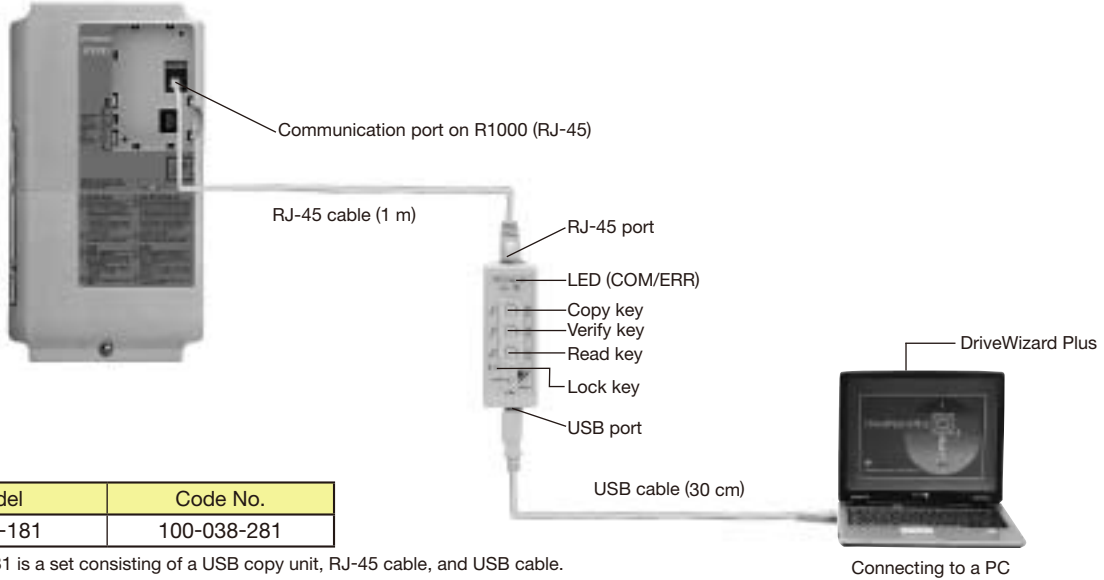 Communication port on R1000 (RJ-45)
RJ-45 cable (1 m)
RJ-45 port
LED (COM/ERR)
Copy key
Verify key
Read key
Lock key
DriveWizard Plus
USB port
USB cable (30 cm)
del Code No.
-181 100-038-281
31 is a set consisting of a USB copy unit, RJ-45 cable, and USB cable.
Connecting to a PC